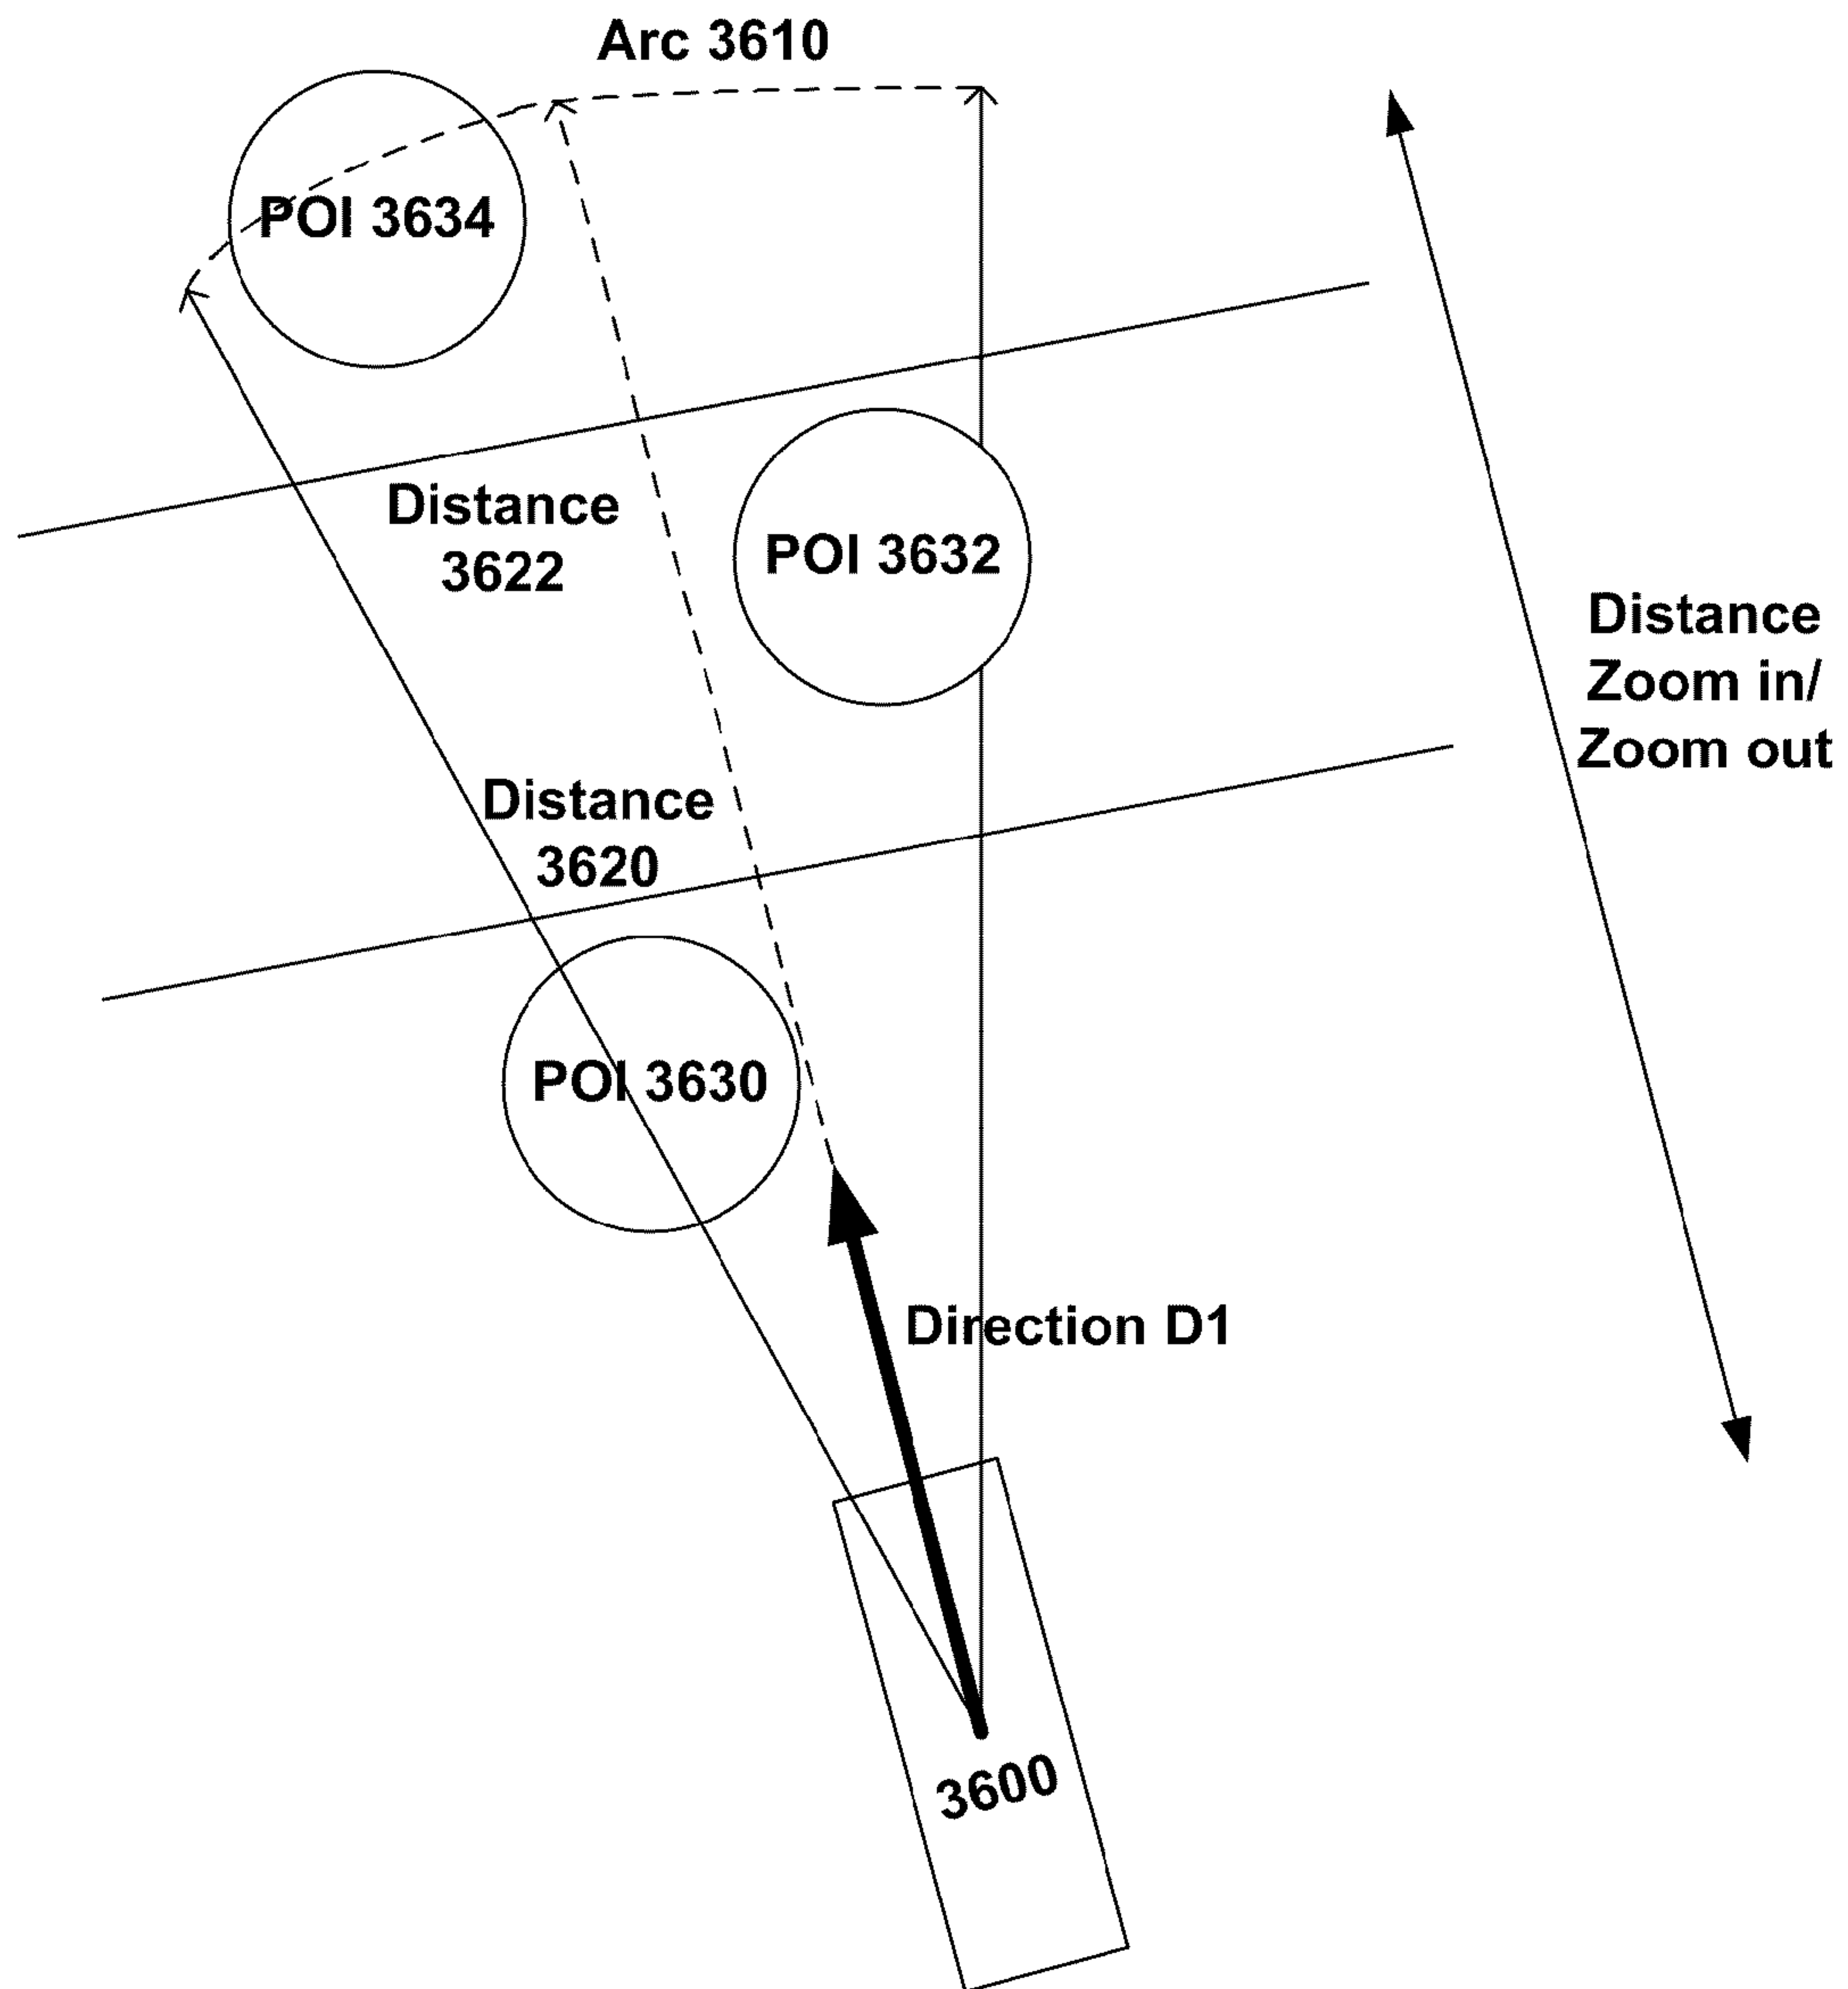 Arc 3610
POI 3634
Distance
3622
POI 3632
Distance
Zoom in/
Zoom out
Distance
3620
POI 3630
Direction D1
3600